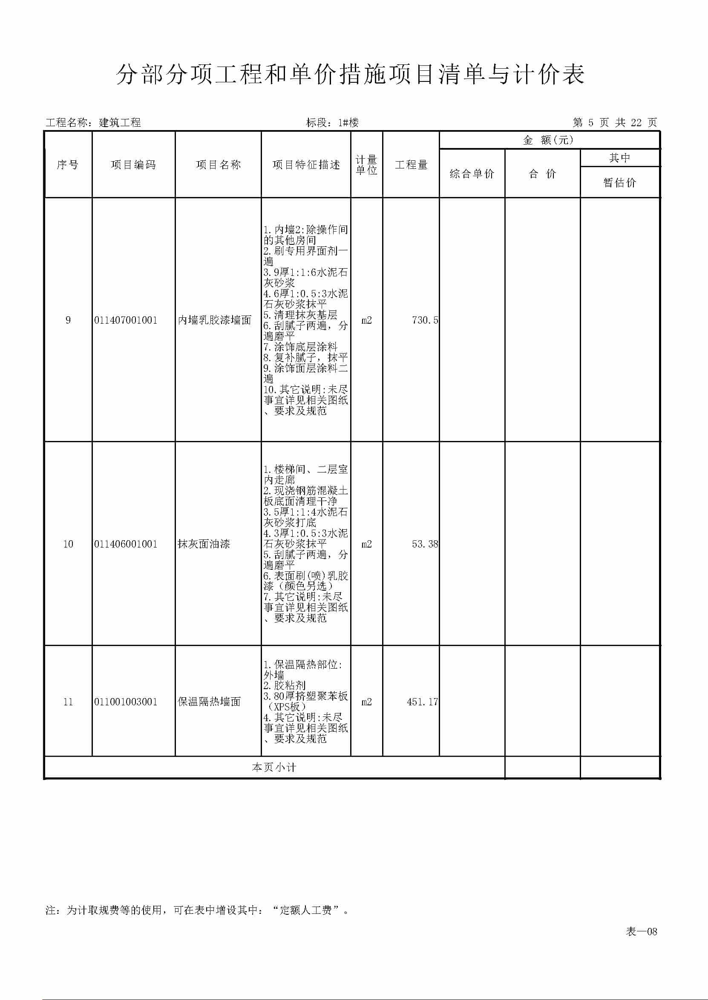 分部分项工程和单价措施项目清单与计价表
工程名称：建筑工程 标段：1#楼 第 5 页 共 22 页
序号 项目编码 项目名称 项目特征描述 计量单位 工程量 金 额(元)
综合单价 合 价 其中
暂估价
1.内墙2:除操作间
的其他房间
2.刷专用界面剂一
遍
3.9厚1:1:6水泥石
灰砂浆
4.6厚1:0.5:3水泥
石灰砂浆抹平
5.清理抹灰基层
9 011407001001 内墙乳胶漆墙面 m2 730.5
6.刮腻子两遍，分
遍磨平
7.涂饰底层涂料
8.复补腻子，抹平
9.涂饰面层涂料二
遍
10.其它说明:未尽
事宜详见相关图纸
、要求及规范
1.楼梯间、二层室
内走廊
2.现浇钢筋混凝土
板底面清理干净
3.5厚1:1:4水泥石
灰砂浆打底
4.3厚1:0.5:3水泥
10 011406001001 抹灰面油漆 石灰砂浆抹平 m2 53.38
5.刮腻子两遍，分
遍磨平
6.表面刷(喷)乳胶
漆（颜色另选）
7.其它说明:未尽
事宜详见相关图纸
、要求及规范
1.保温隔热部位:
外墙
2.胶粘剂
3.80厚挤塑聚苯板
11 011001003001 保温隔热墙面 （XPS板） m2 451.17
4.其它说明:未尽
事宜详见相关图纸
、要求及规范
本页小计
注：为计取规费等的使用，可在表中增设其中：“定额人工费”。
表—08